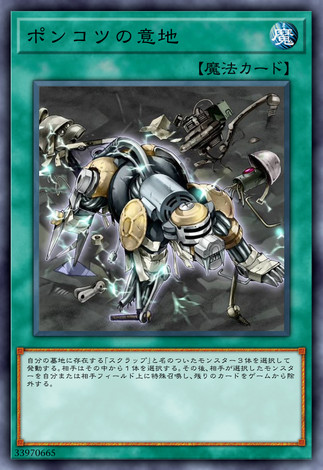 ポンコツの意地
魔
【魔法カード】
自分の墓地に存在する「スクラップ」と名のついたモンスター3体を選択して
発動する。相手はその中から1体を選択する。その後、相手が選択したモンス
ターを自分または相手フィールド上に特殊召喚し、残りのカードをゲームから除
外する。
33970665